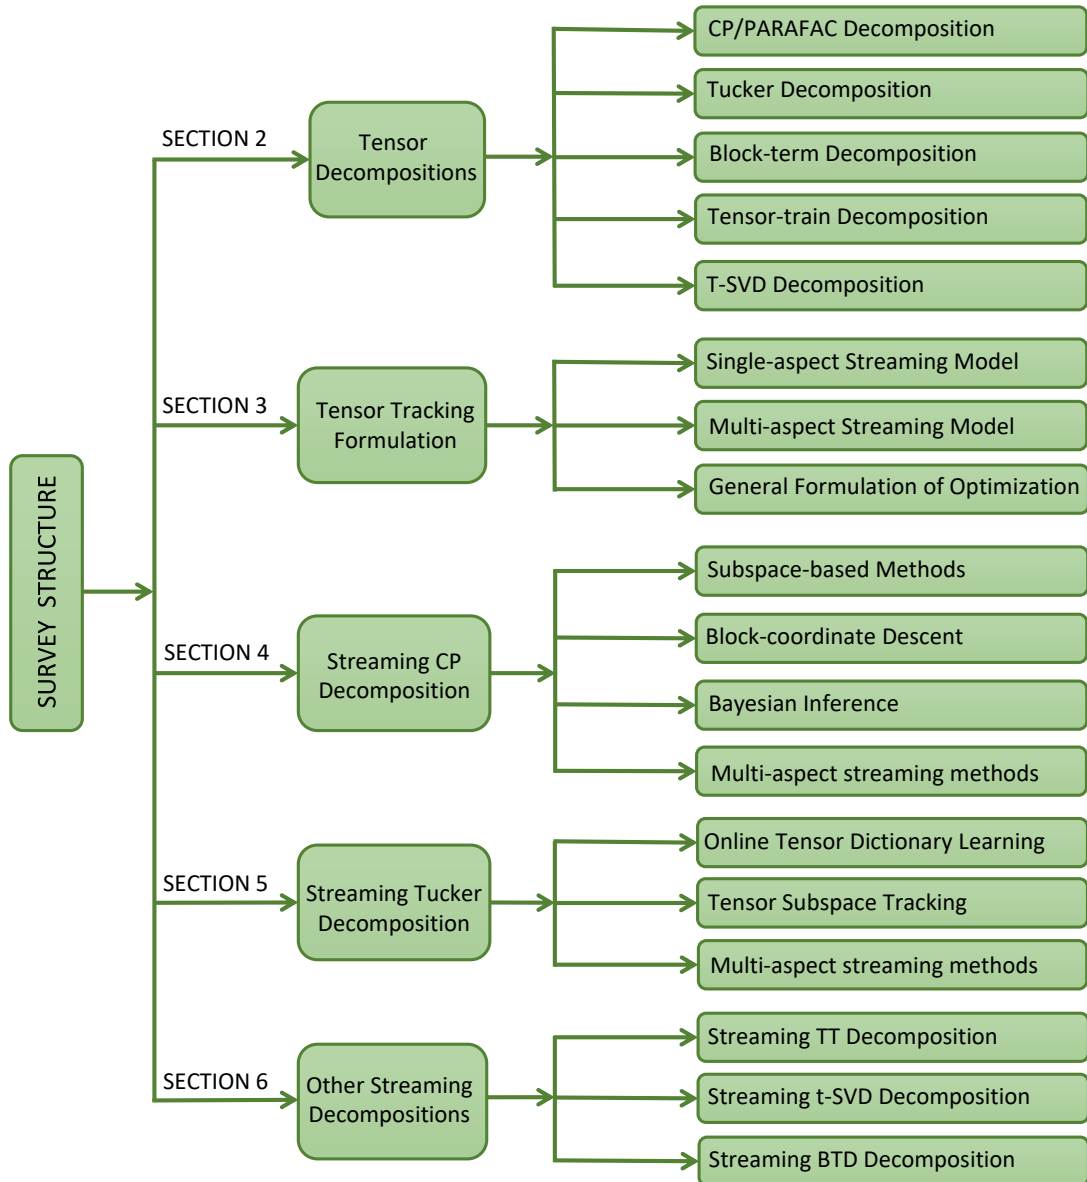 SURVEY STRUCTURE
SECTION 2
Tensor
Decompositions
CP/PARAFAC Decomposition
Tucker Decomposition
Block-term Decomposition
Tensor-train Decomposition
T-SVD Decomposition
SECTION 3
Tensor Tracking
Formulation
Single-aspect Streaming Model
Multi-aspect Streaming Model
General Formulation of Optimization
SECTION 4
Streaming CP
Decomposition
Subspace-based Methods
Block-coordinate Descent
Bayesian Inference
Multi-aspect streaming methods
SECTION 5
Streaming Tucker
Decomposition
Online Tensor Dictionary Learning
Tensor Subspace Tracking
Multi-aspect streaming methods
SECTION 6
Other Streaming
Decompositions
Streaming TT Decomposition
Streaming t-SVD Decomposition
Streaming BTD Decomposition